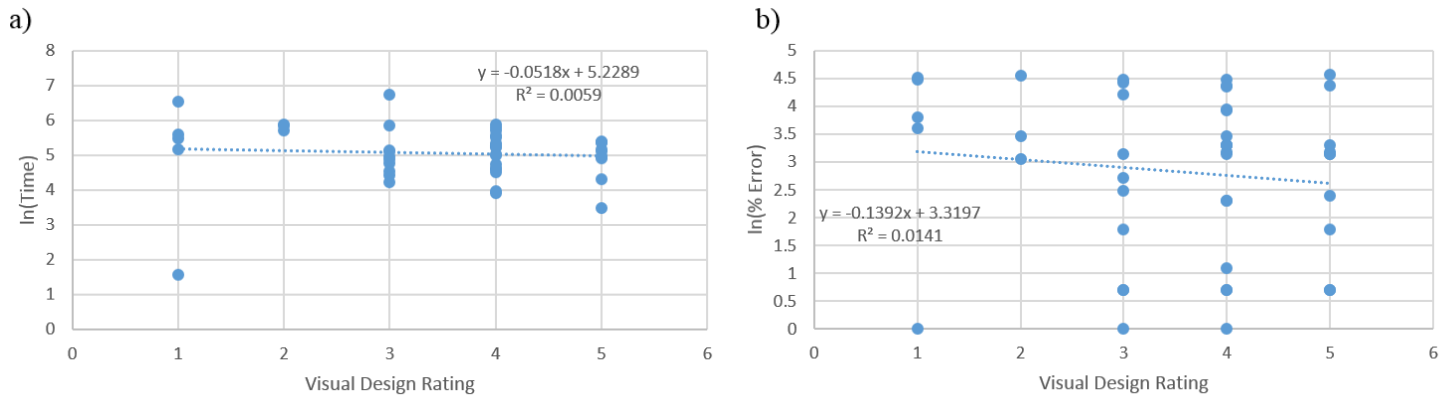 a)
8
7
6
5
4
3
2
1
0
ln(Time)
y = -0.0518x + 5.2289
R² = 0.0059
0 1 2 3 4 5 6
Visual Design Rating
b)
5
4.5
4
3.5
3
2.5
2
1.5
1
0.5
0
ln(% Error)
y = -0.1392x + 3.3197
R² = 0.0141
0 1 2 3 4 5 6
Visual Design Rating